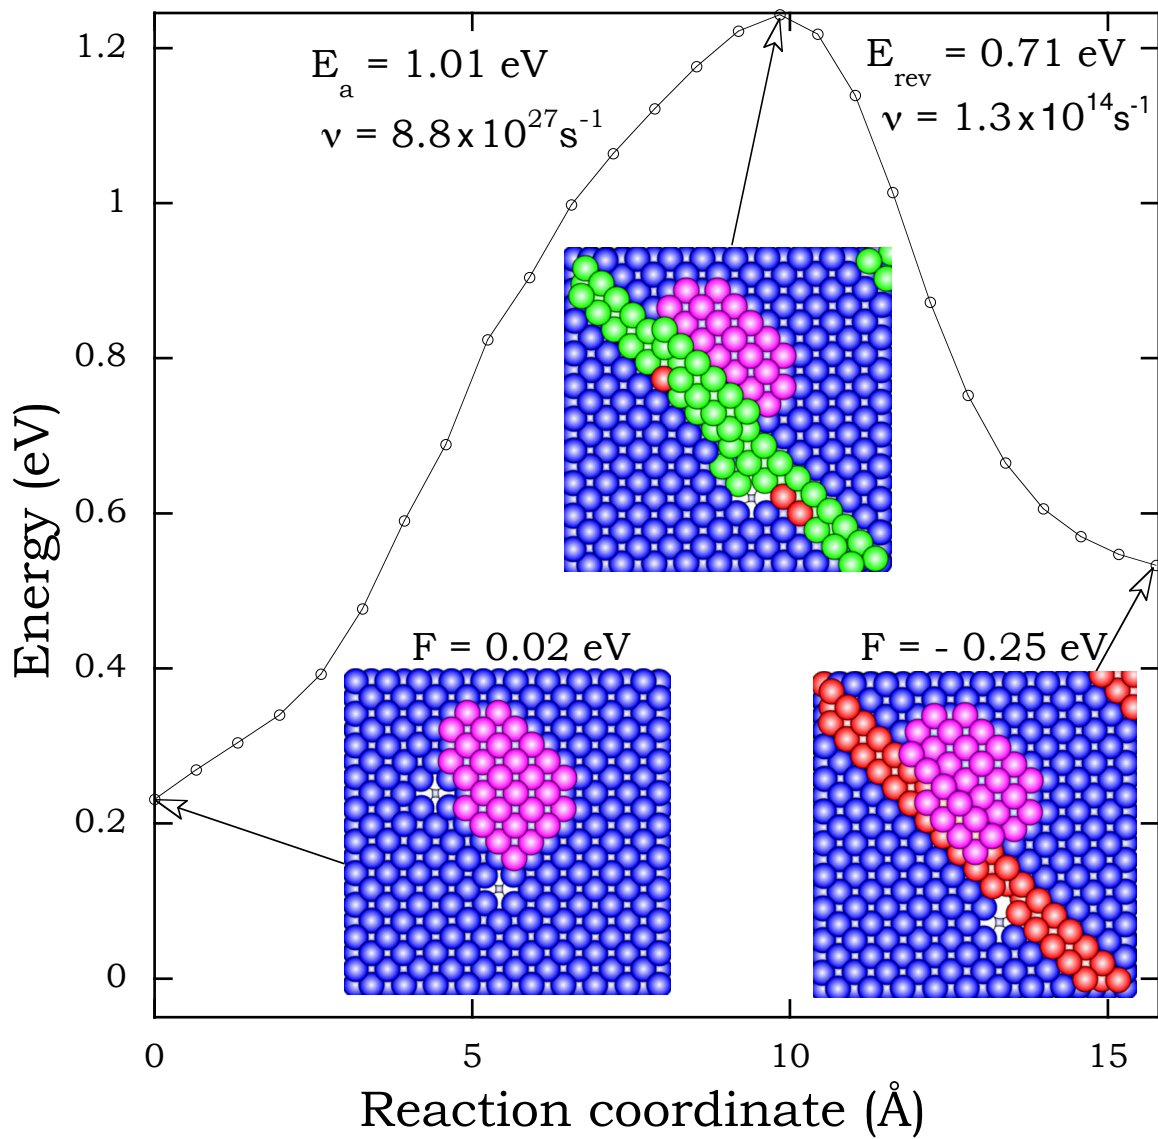 1.2
1
0.8
0.6
0.4
0.2
0
Energy (eV)
E_a = 1.01 eV
ν = 8.8x10^27 s^-1
E_rev = 0.71 eV
ν = 1.3x10^14 s^-1
F = 0.02 eV
F = - 0.25 eV
0 5 10 15
Reaction coordinate (Å)